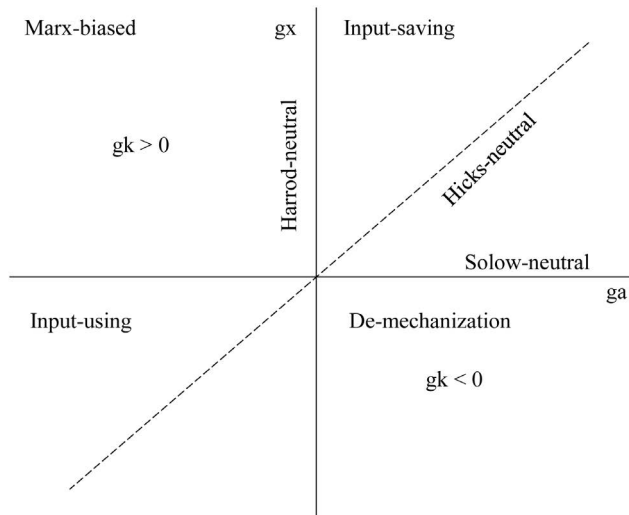 Marx-biased
gx
Input-saving
gk > 0
Harrod-neutral
Hicks-neutral
Solow-neutral
ga
Input-using
De-mechanization
gk < 0